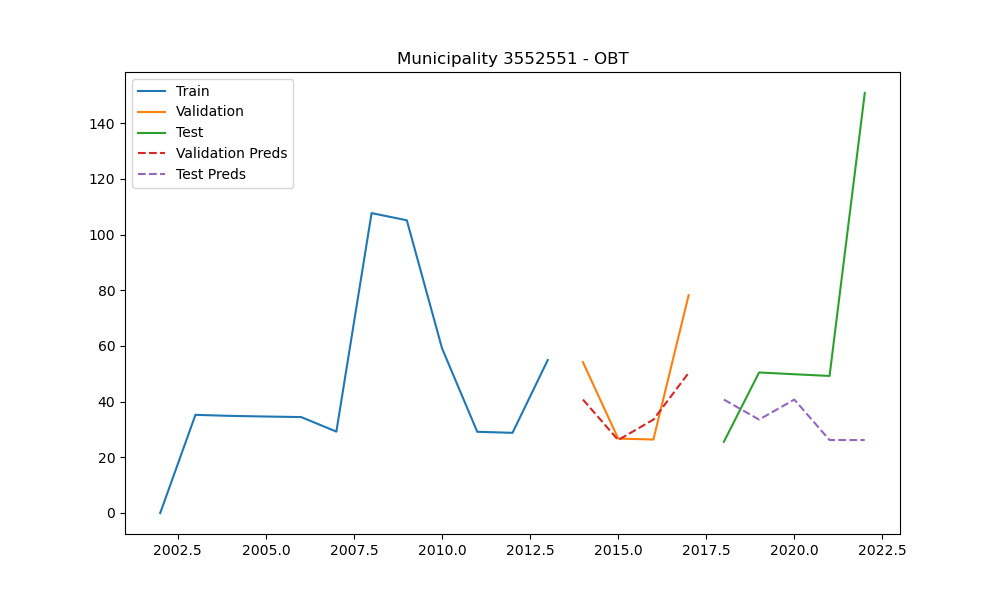 Municipality 3552551 - OBT
Train
Validation
Test
Validation Preds
Test Preds
140
120
100
80
60
40
20
0
2002.5 2005.0 2007.5 2010.0 2012.5 2015.0 2017.5 2020.0 2022.5